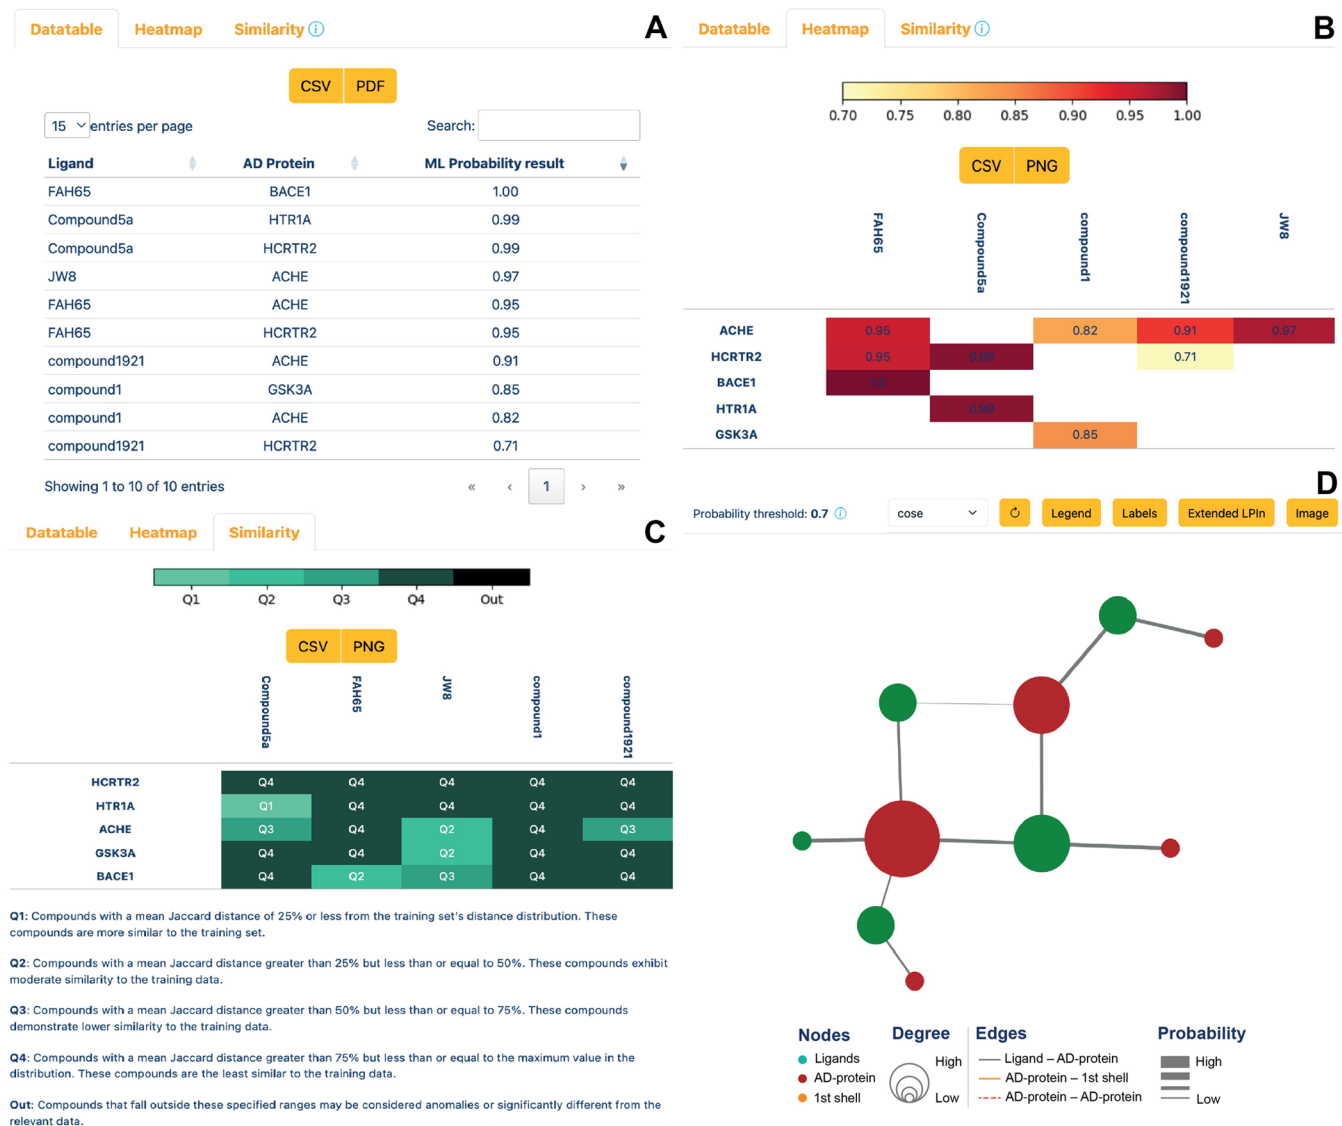 Datatable Heatmap Similarity A
CSV PDF
15 entries per page Search:
Ligand AD Protein ML Probability result
FAH65 BACE1 1.00
Compound5a HTR1A 0.99
Compound5a HCRTR2 0.99
JW8 ACHE 0.97
FAH65 ACHE 0.95
FAH65 HCRTR2 0.95
compound1921 ACHE 0.91
compound1 GSK3A 0.85
compound1 ACHE 0.82
compound1921 HCRTR2 0.71
Showing 1 to 10 of 10 entries « ‹ 1 › »
Datatable Heatmap Similarity B
0.70 0.75 0.80 0.85 0.90 0.95 1.00
CSV PNG
FAH65 Compound5a compound1 compound1921 JW8
ACHE 0.95 0.82 0.91 0.97
HCRTR2 0.95 0.99 0.71
BACE1
HTR1A 0.99
GSK3A 0.85
Datatable Heatmap Similarity C
Q1 Q2 Q3 Q4 Out
CSV PNG
Compound5a FAH65 JW8 compound1 compound1921
HCRTR2 Q4 Q4 Q4 Q4 Q4
HTR1A Q1 Q4 Q4 Q4 Q4
ACHE Q3 Q4 Q2 Q4 Q3
GSK3A Q4 Q4 Q2 Q4 Q4
BACE1 Q4 Q2 Q3 Q4 Q4
Q1: Compounds with a mean Jaccard distance of 25% or less from the training set's distance distribution. These
compounds are more similar to the training set.
Q2: Compounds with a mean Jaccard distance greater than 25% but less than or equal to 50%. These compounds exhibit
moderate similarity to the training data.
Q3: Compounds with a mean Jaccard distance greater than 50% but less than or equal to 75%. These compounds
demonstrate lower similarity to the training data.
Q4: Compounds with a mean Jaccard distance greater than 75% but less than or equal to the maximum value in the
distribution. These compounds are the least similar to the training data.
Out: Compounds that fall outside these specified ranges may be considered anomalies or significantly different from the
relevant data.
D
Probability threshold: 0.7 cose Legend Labels Extended LPIn Image
Nodes Degree Edges Probability
Ligands High Ligand – AD-protein High
AD-protein AD-protein – 1st shell
1st shell Low AD-protein – AD-protein Low